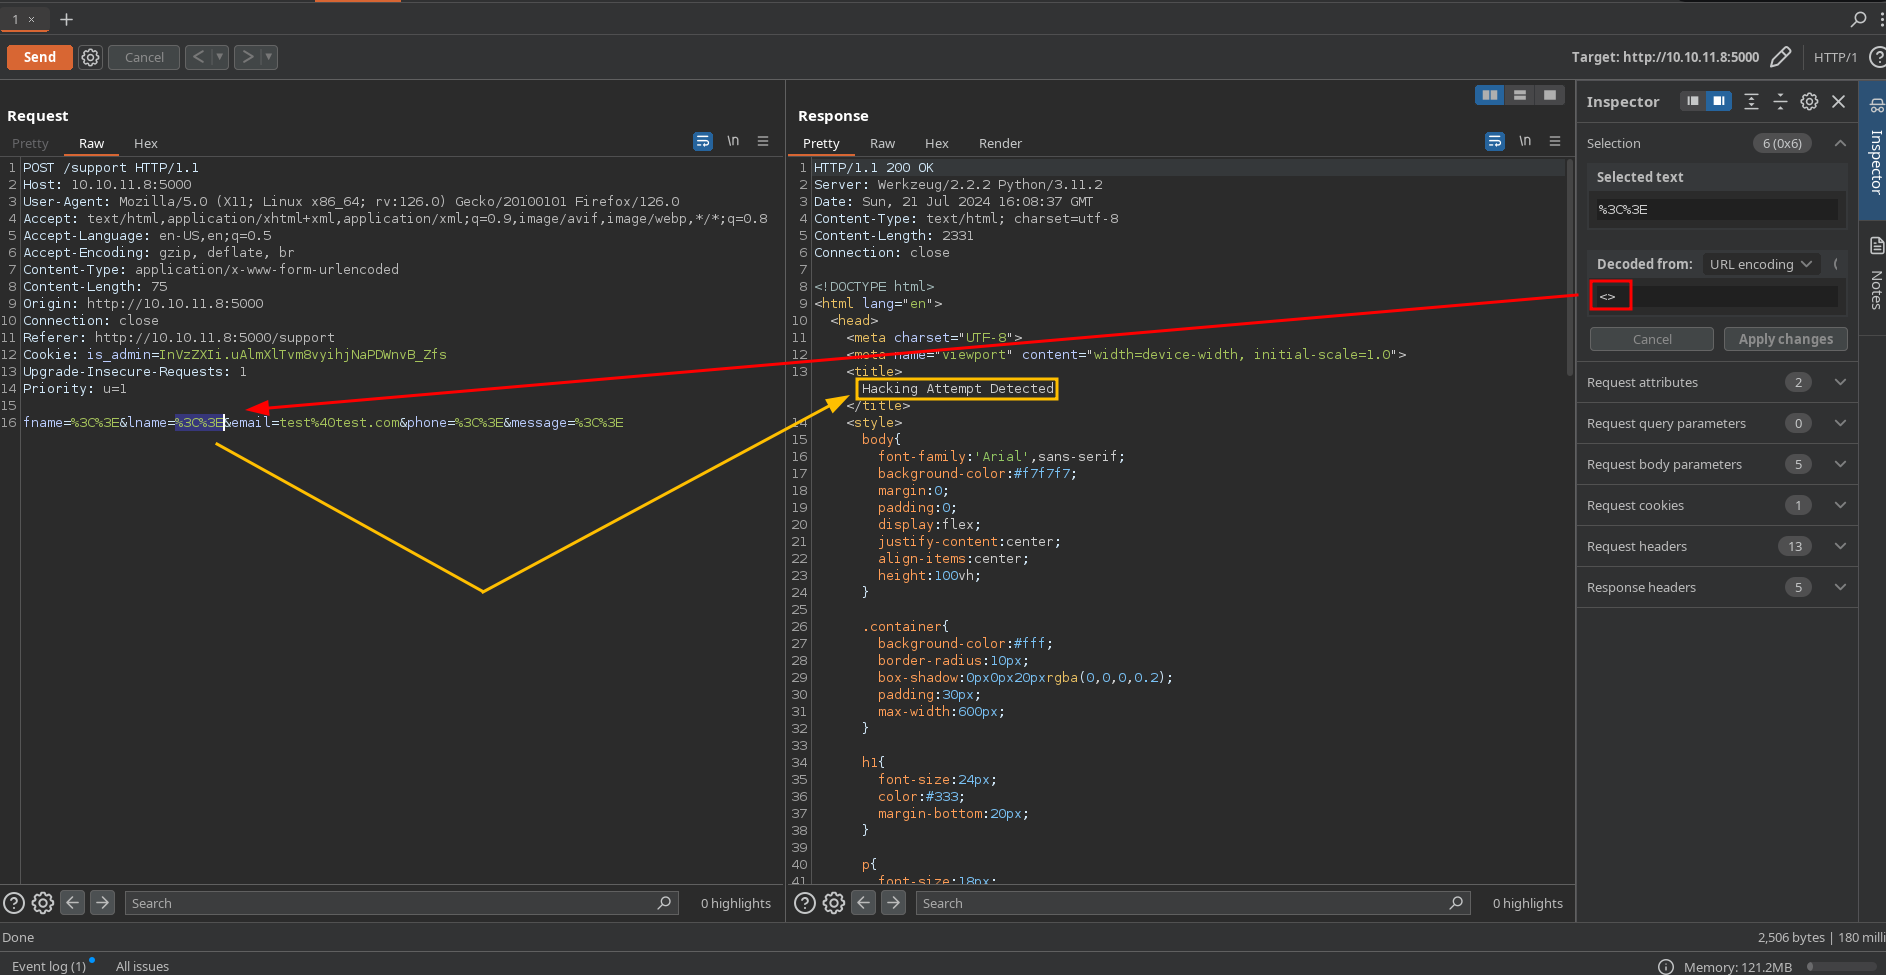 1 ×
Send
Cancel
Target: http://10.10.11.8:5000
HTTP/1
Request
Pretty Raw Hex
\n
1 POST /support HTTP/1.1
2 Host: 10.10.11.8:5000
3 User-Agent: Mozilla/5.0 (X11; Linux x86_64; rv:126.0) Gecko/20100101 Firefox/126.0
4 Accept: text/html,application/xhtml+xml,application/xml;q=0.9,image/avif,image/webp,*/*;q=0.8
5 Accept-Language: en-US,en;q=0.5
6 Accept-Encoding: gzip, deflate, br
7 Content-Type: application/x-www-form-urlencoded
8 Content-Length: 75
9 Origin: http://10.10.11.8:5000
10 Connection: close
11 Referer: http://10.10.11.8:5000/support
12 Cookie: is_admin=InVzZXIi.uAlmXlTvm8vyihjNaPDWnvB_Zfs
13 Upgrade-Insecure-Requests: 1
14 Priority: u=1
15
16 fname=%3C%3E&lname=%3C%3E&email=test%40test.com&phone=%3C%3E&message=%3C%3E
Search
0 highlights
Response
Pretty Raw Hex Render
\n
1 HTTP/1.1 200 OK
2 Server: Werkzeug/2.2.2 Python/3.11.2
3 Date: Sun, 21 Jul 2024 16:08:37 GMT
4 Content-Type: text/html; charset=utf-8
5 Content-Length: 2331
6 Connection: close
7
8 <!DOCTYPE html>
9 <html lang="en">
10 <head>
11 <meta charset="UTF-8">
12 <meta name="viewport" content="width=device-width, initial-scale=1.0">
13 <title>
Hacking Attempt Detected
</title>
14 <style>
15 body{
16 font-family:'Arial',sans-serif;
17 background-color:#f7f7f7;
18 margin:0;
19 padding:0;
20 display:flex;
21 justify-content:center;
22 align-items:center;
23 height:100vh;
24 }
25
26 .container{
27 background-color:#fff;
28 border-radius:10px;
29 box-shadow:0px0px20pxrgba(0,0,0,0.2);
30 padding:30px;
31 max-width:600px;
32 }
33
34 h1{
35 font-size:24px;
36 color:#333;
37 margin-bottom:20px;
38 }
39
40 p{
41 font-size:18px;
Search
0 highlights
Inspector
Selection 6 (0x6)
Selected text
%3C%3E
Decoded from: URL encoding
<>
Cancel Apply changes
Request attributes 2
Request query parameters 0
Request body parameters 5
Request cookies 1
Request headers 13
Response headers 5
Inspector
Notes
Done
2,506 bytes | 180 milli
Event log (1) All issues
Memory: 121.2MB